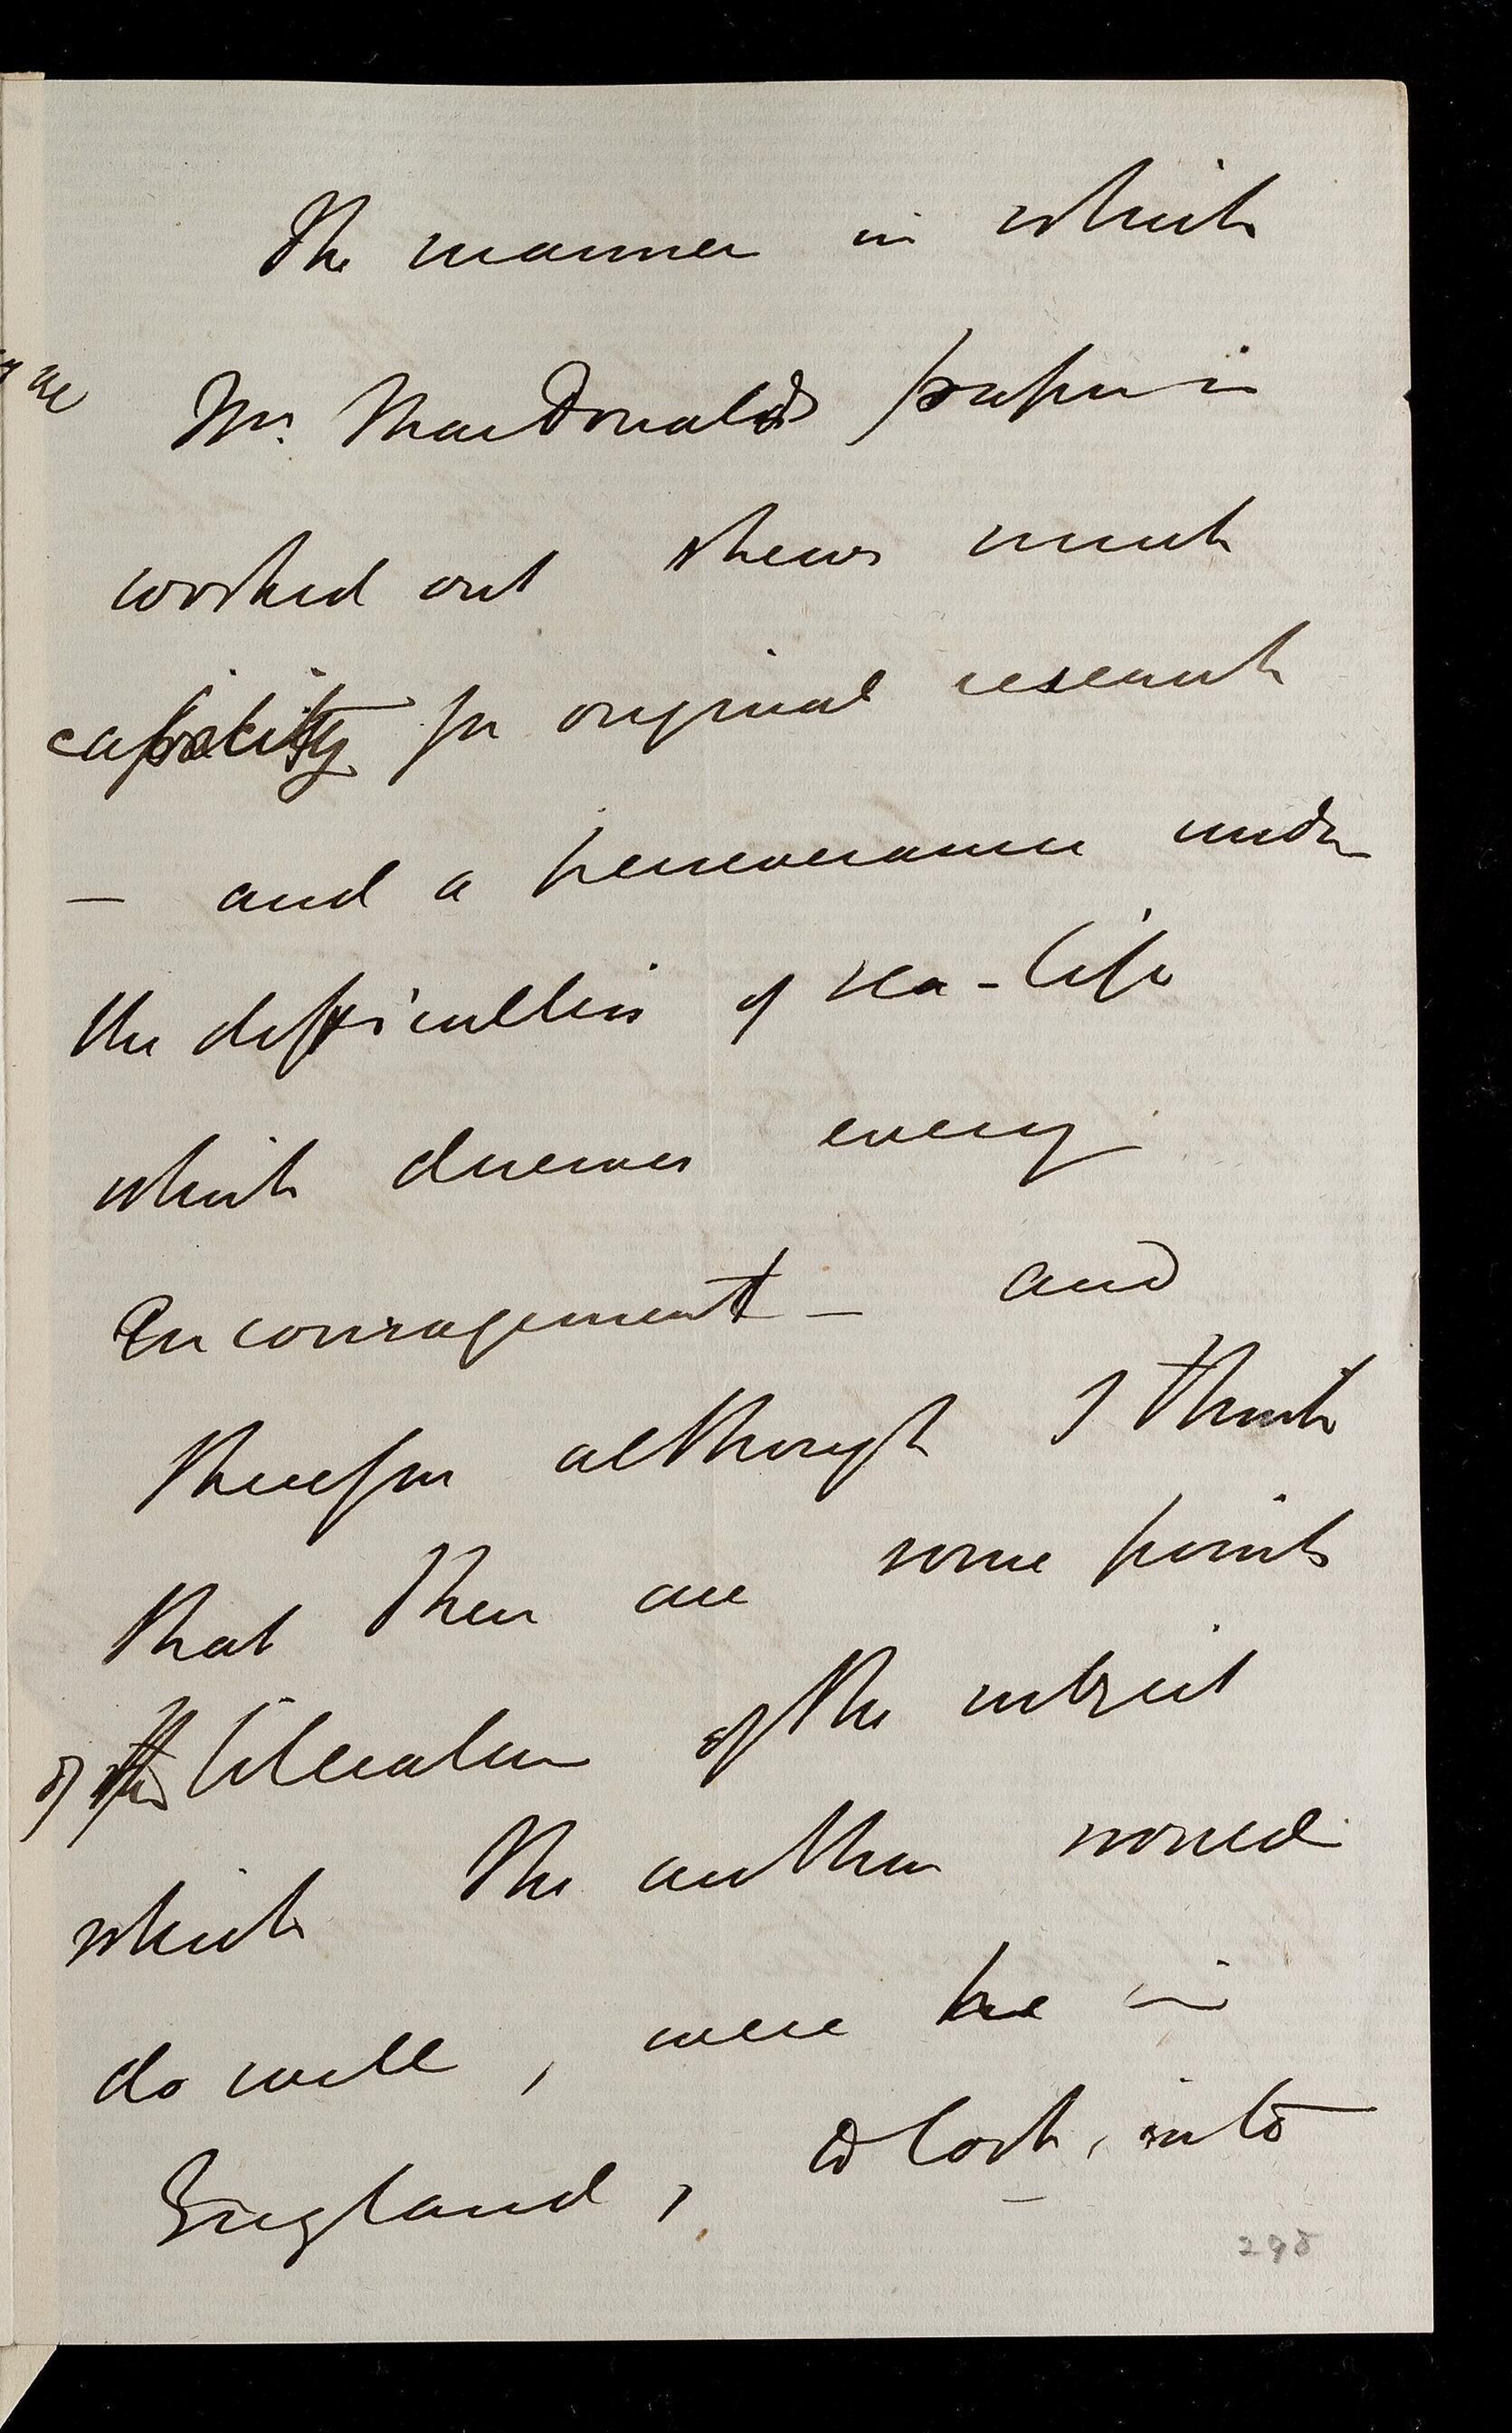 The manner in which
Mr. MacDonald's paper is
worked out shews much
capacity for original research
— and a perseverance under
the difficulties of sea-life
which deserves every
encouragement — and
therefore although I think
that there are some points
of the literature of the subject
which the author would
do well, were he in
England, to look, into
298